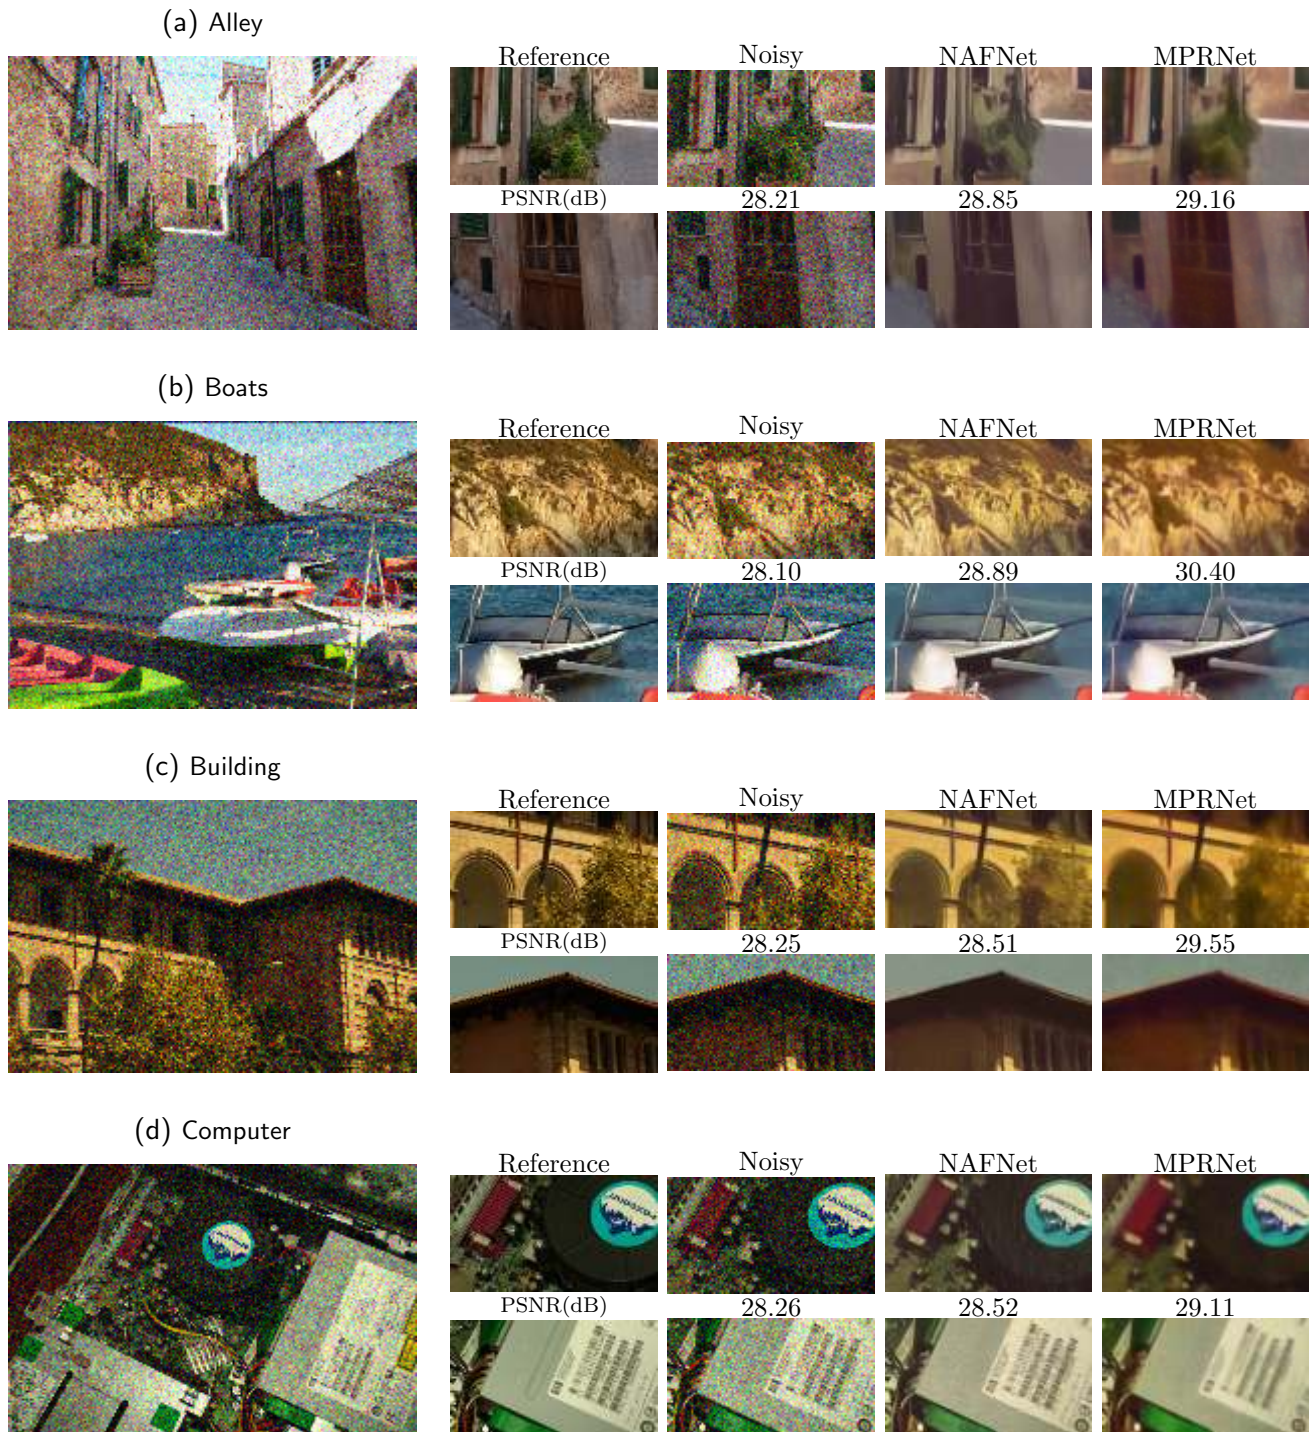 (a) Alley
Reference Noisy NAFNet MPRNet
PSNR(dB) 28.21 28.85 29.16
(b) Boats
Reference Noisy NAFNet MPRNet
PSNR(dB) 28.10 28.89 30.40
(c) Building
Reference Noisy NAFNet MPRNet
PSNR(dB) 28.25 28.51 29.55
(d) Computer
Reference Noisy NAFNet MPRNet
PSNR(dB) 28.26 28.52 29.11